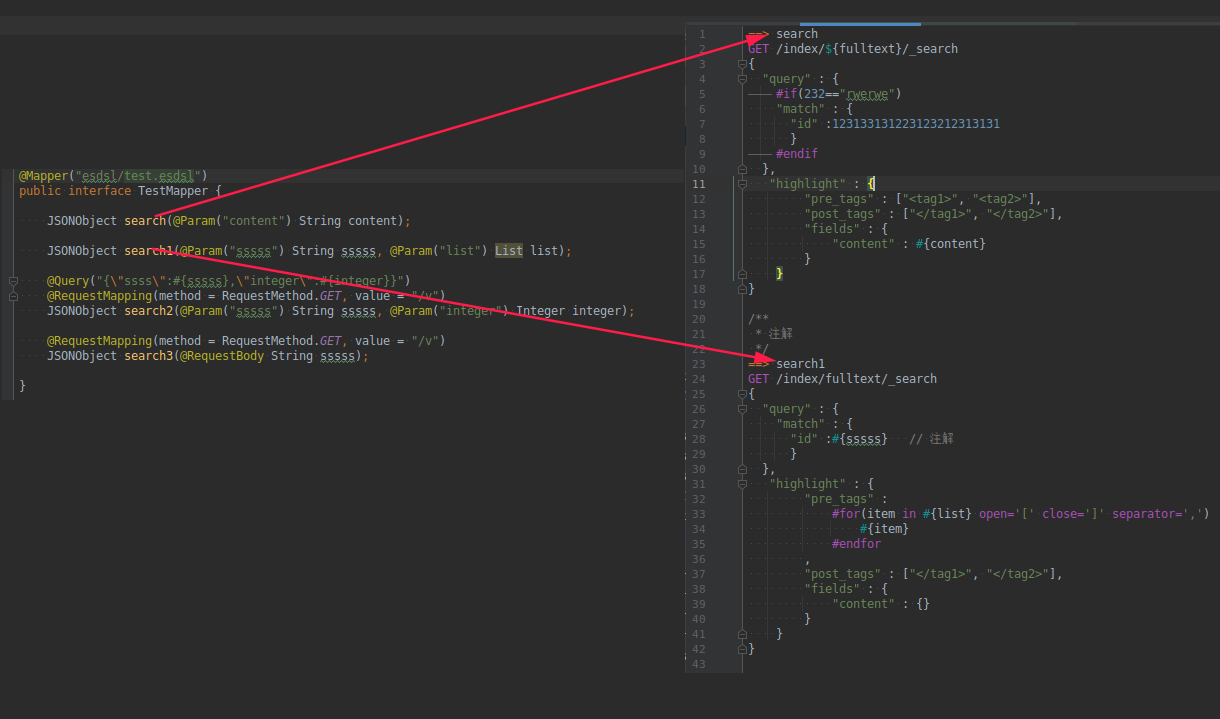 @Mapper("esdsl/test.esdsl")
public interface TestMapper {
JSONObject search(@Param("content") String content);
JSONObject search1(@Param("sssss") String sssss, @Param("list") List list);
@Query("{\"ssss\":#{sssss},\"integer\":#{integer}}")
@RequestMapping(method = RequestMethod.GET, value = "/v")
JSONObject search2(@Param("sssss") String sssss, @Param("integer") Integer integer);
@RequestMapping(method = RequestMethod.GET, value = "/v")
JSONObject search3(@RequestBody String sssss);
}
1 ==> search
2 GET /index/${fulltext}/_search
3 {
4 "query" : {
5 #if(232=="rwerwe")
6 "match" : {
7 "id" :123133131223123212313131
8 }
9 #endif
10 },
11 "highlight" : {
12 "pre_tags" : ["<tag1>", "<tag2>"],
13 "post_tags" : ["</tag1>", "</tag2>"],
14 "fields" : {
15 "content" : #{content}
16 }
17 }
18 }
19
20 /**
21 * 注解
22 */
23 ==> search1
24 GET /index/fulltext/_search
25 {
26 "query" : {
27 "match" : {
28 "id" :#{sssss} // 注解
29 }
30 },
31 "highlight" : {
32 "pre_tags" :
33 #for(item in #{list} open='[' close=']' separator=',')
34 #{item}
35 #endfor
36 ,
37 "post_tags" : ["</tag1>", "</tag2>"],
38 "fields" : {
39 "content" : {}
40 }
41 }
42 }
43